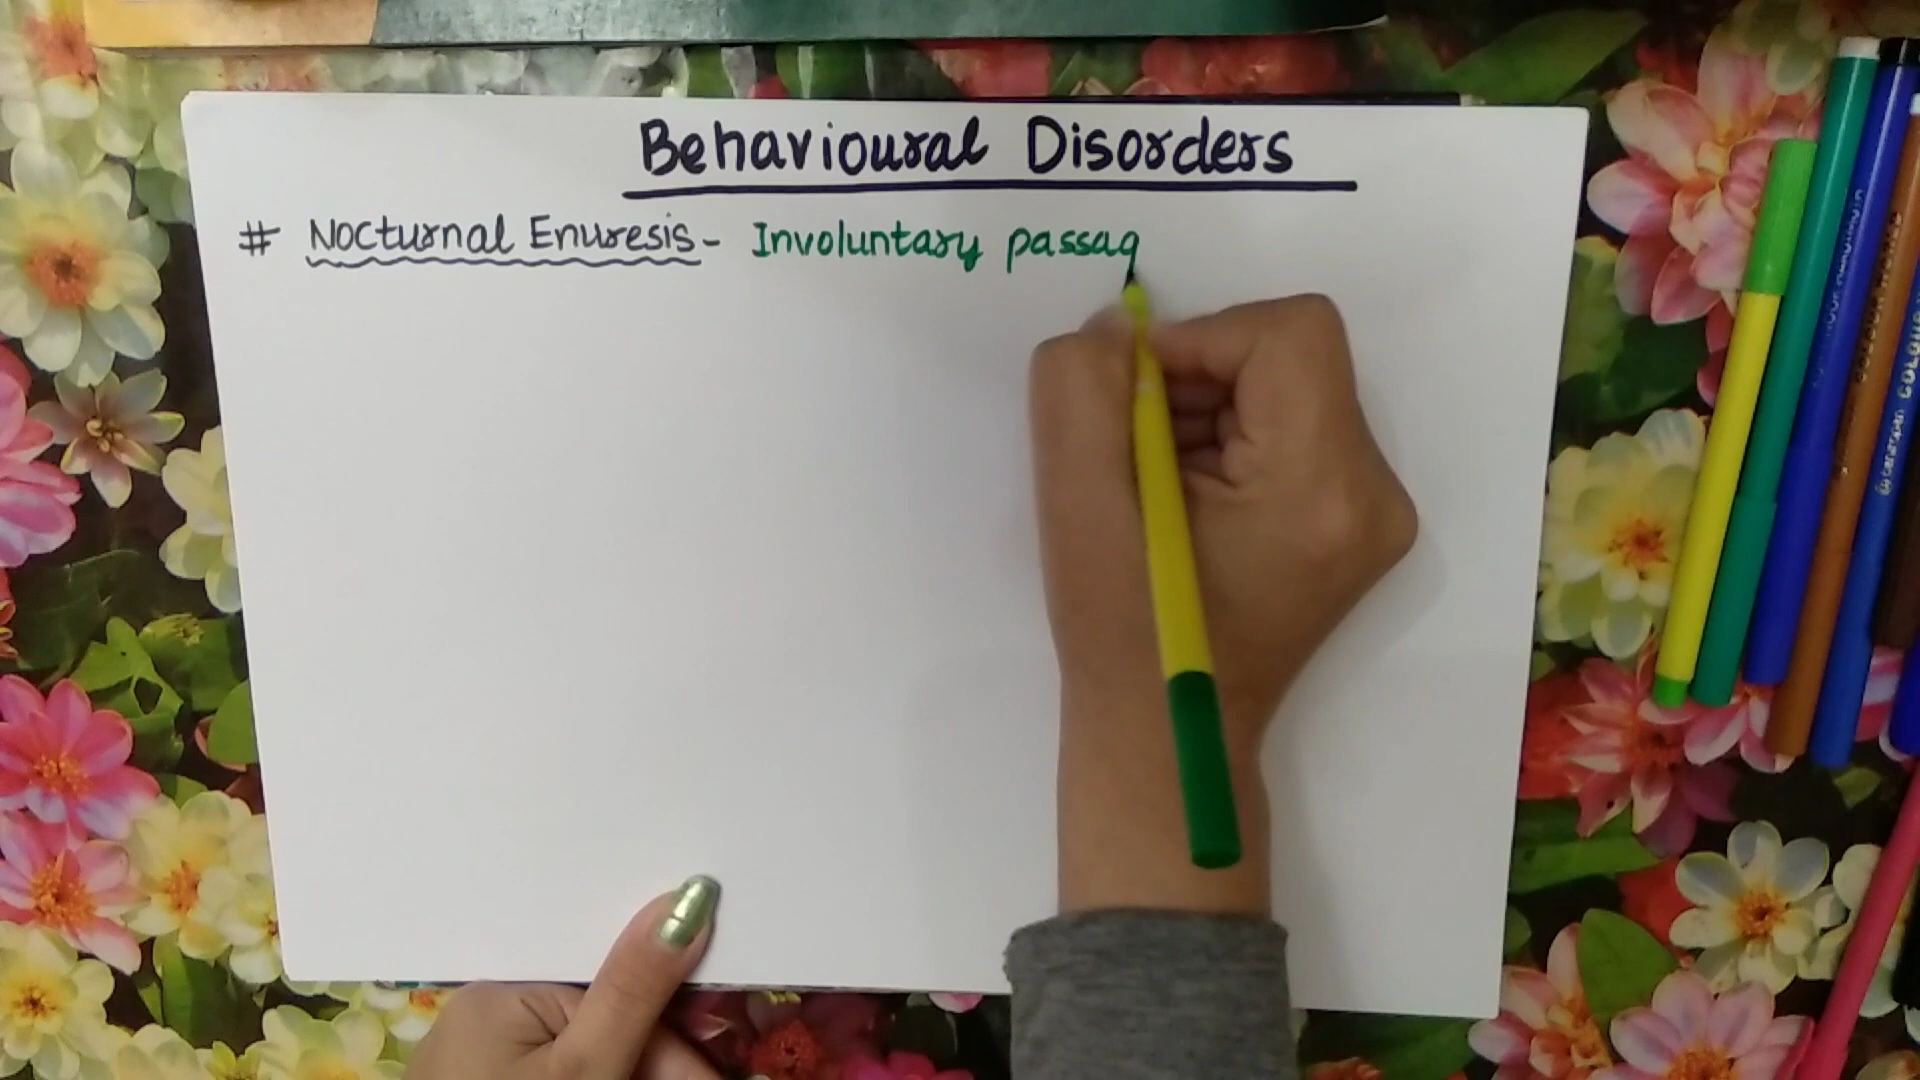 Behavioural Disorders
# Nocturnal Enuresis - Involuntary passag